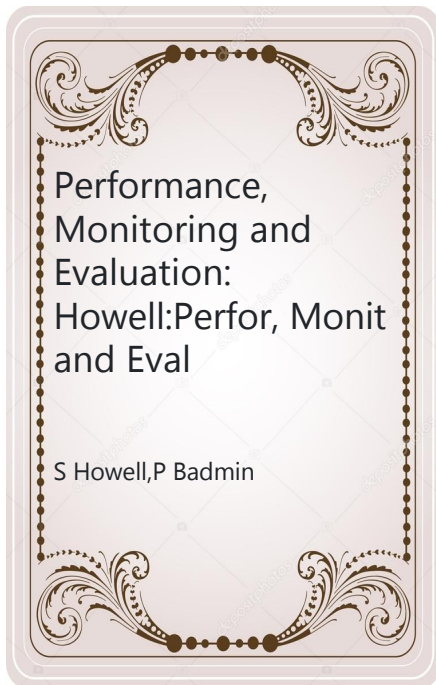 Performance,
Monitoring and
Evaluation:
Howell:Perfor, Monit
and Eval
S Howell,P Badmin